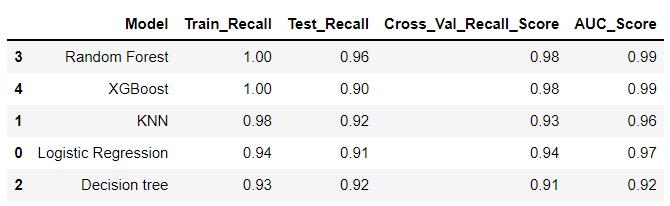 Model Train_Recall Test_Recall Cross_Val_Recall_Score AUC_Score
3 Random Forest 1.00 0.96 0.98 0.99
4 XGBoost 1.00 0.90 0.98 0.99
1 KNN 0.98 0.92 0.93 0.96
0 Logistic Regression 0.94 0.91 0.94 0.97
2 Decision tree 0.93 0.92 0.91 0.92